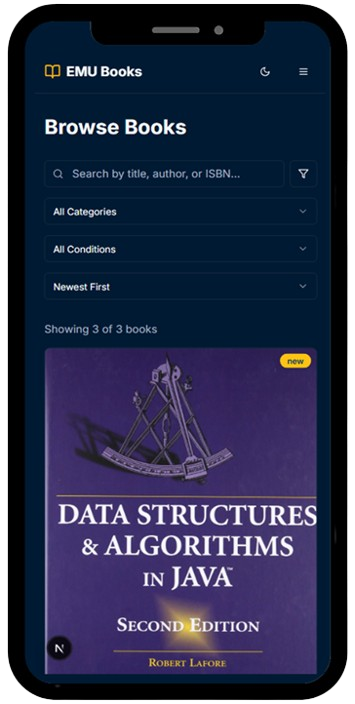 EMU Books
Browse Books
Search by title, author, or ISBN...
All Categories
All Conditions
Newest First
Showing 3 of 3 books
new
DATA STRUCTURES
& ALGORITHMS
IN JAVA™
SECOND EDITION
N
ROBERT LAFORE